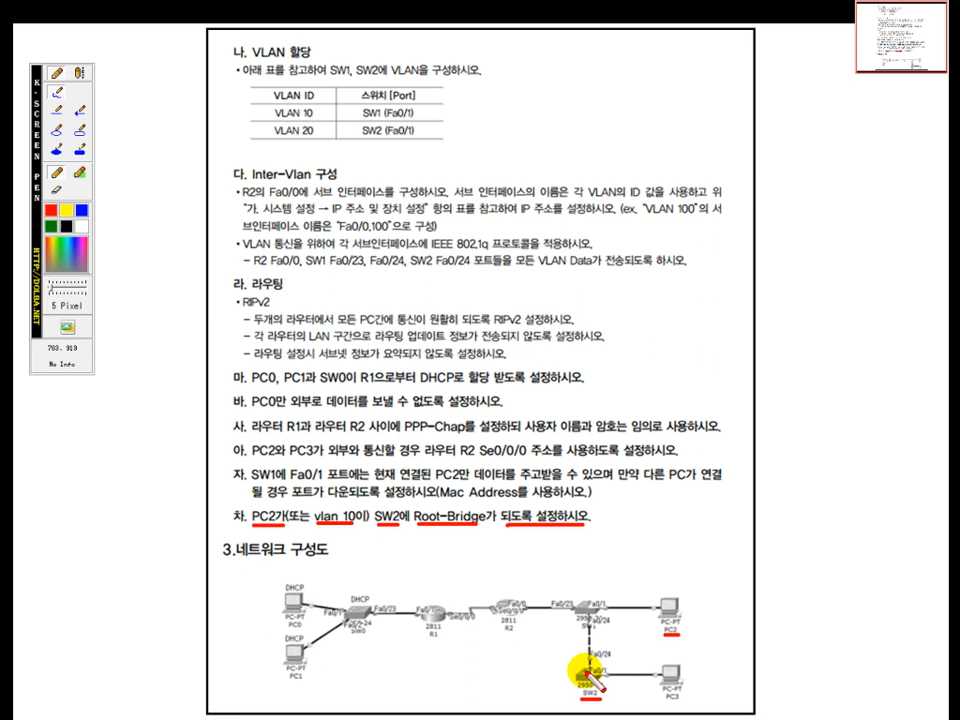 나. VLAN 할당
• 아래 표를 참고하여 SW1, SW2에 VLAN을 구성하시오.
VLAN ID 스위치 [Port]
VLAN 10 SW1 (Fa0/1)
VLAN 20 SW2 (Fa0/1)
다. Inter-Vlan 구성
• R2의 Fa0/0에 서브 인터페이스를 구성하시오. 서브 인터페이스의 이름은 각 VLAN의 ID 값을 사용하고 위
"가. 시스템 설정 → IP 주소 및 장치 설정" 항의 표를 참고하여 IP 주소를 설정하시오. (ex. "VLAN 100"의 서
브인터페이스 이름은 "Fa0/0.100"으로 구성)
• VLAN 통신을 위하여 각 서브인터페이스에 IEEE 802.1q 프로토콜을 적용하시오.
- R2 Fa0/0, SW1 Fa0/23, Fa0/24, SW2 Fa0/24 포트들을 모든 VLAN Data가 전송되도록 하시오.
라. 라우팅
• RIPv2
- 두개의 라우터에서 모든 PC간에 통신이 원활히 되도록 RIPv2 설정하시오.
- 각 라우터의 LAN 구간으로 라우팅 업데이트 정보가 전송되지 않도록 설정하시오.
- 라우팅 설정시 서브넷 정보가 요약되지 않도록 설정하시오.
마. PC0, PC1과 SW0이 R1으로부터 DHCP로 할당 받도록 설정하시오.
바. PC0만 외부로 데이터를 보낼 수 없도록 설정하시오.
사. 라우터 R1과 라우터 R2 사이에 PPP-Chap를 설정하되 사용자 이름과 암호는 임의로 사용하시오.
아. PC2와 PC3가 외부와 통신할 경우 라우터 R2 Se0/0/0 주소를 사용하도록 설정하시오.
자. SW1에 Fa0/1 포트에는 현재 연결된 PC2만 데이터를 주고받을 수 있으며 만약 다른 PC가 연결
될 경우 포트가 다운되도록 설정하시오(Mac Address를 사용하시오.)
차. PC2가(또는 vlan 10이) SW2에 Root-Bridge가 되도록 설정하시오.
3.네트워크 구성도
DHCP
PC-PT
PC0
DHCP
PC-PT
PC1
DHCP
Fa0/2
SW0
Fa0/23
2811
R1
Se0/0/0
Se0/0/0
Fa0/0
2811
R2
Fa0/23
Fa0/1
Fa0/24
PC-PT
PC2
Fa0/24
Fa0/1
SW2
PC-PT
PC3
K-SCREEN PEN
HTTP://DOLBA.NET
5 Pixel
783, 919
No Info